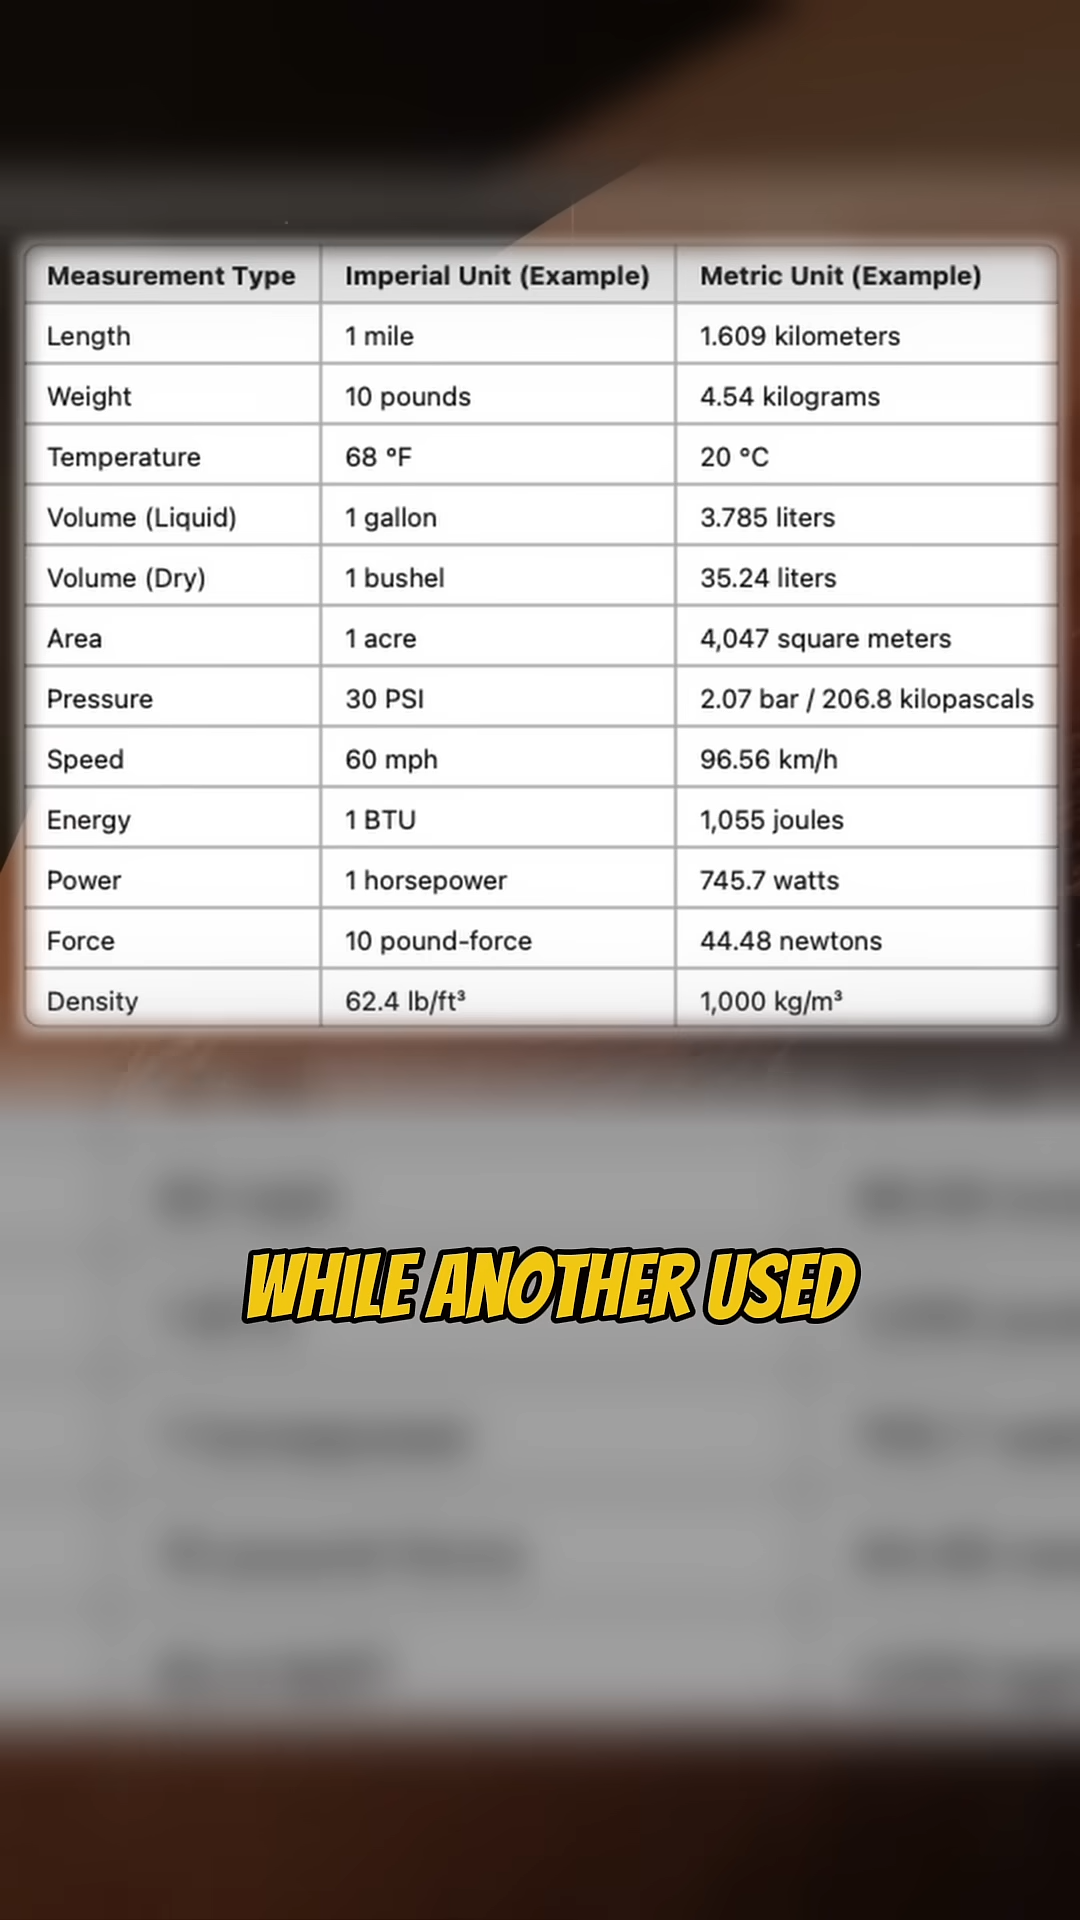 Measurement Type Imperial Unit (Example) Metric Unit (Example)
Length 1 mile 1.609 kilometers
Weight 10 pounds 4.54 kilograms
Temperature 68 °F 20 °C
Volume (Liquid) 1 gallon 3.785 liters
Volume (Dry) 1 bushel 35.24 liters
Area 1 acre 4,047 square meters
Pressure 30 PSI 2.07 bar / 206.8 kilopascals
Speed 60 mph 96.56 km/h
Energy 1 BTU 1,055 joules
Power 1 horsepower 745.7 watts
Force 10 pound-force 44.48 newtons
Density 62.4 lb/ft³ 1,000 kg/m³
WHILE ANOTHER USED